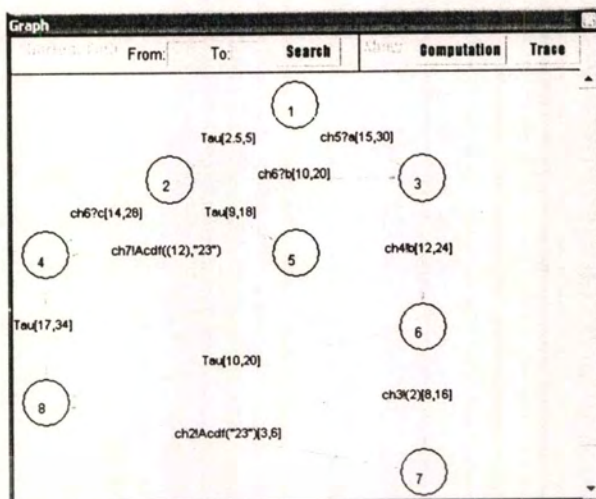 Graph
From: To: Search Computation Trace
1
Tau[2.5,5] ch5?a[15,30]
ch6?b[10,20]
2 3
ch6?c[14,28] Tau[9,18]
ch7!Acdf((12),"23") ch4!b[12,24]
4 5
Tau[17,34] 6
Tau[10,20]
8 ch3!(2)[8,16]
ch2!Acdf("23")[3,6]
7